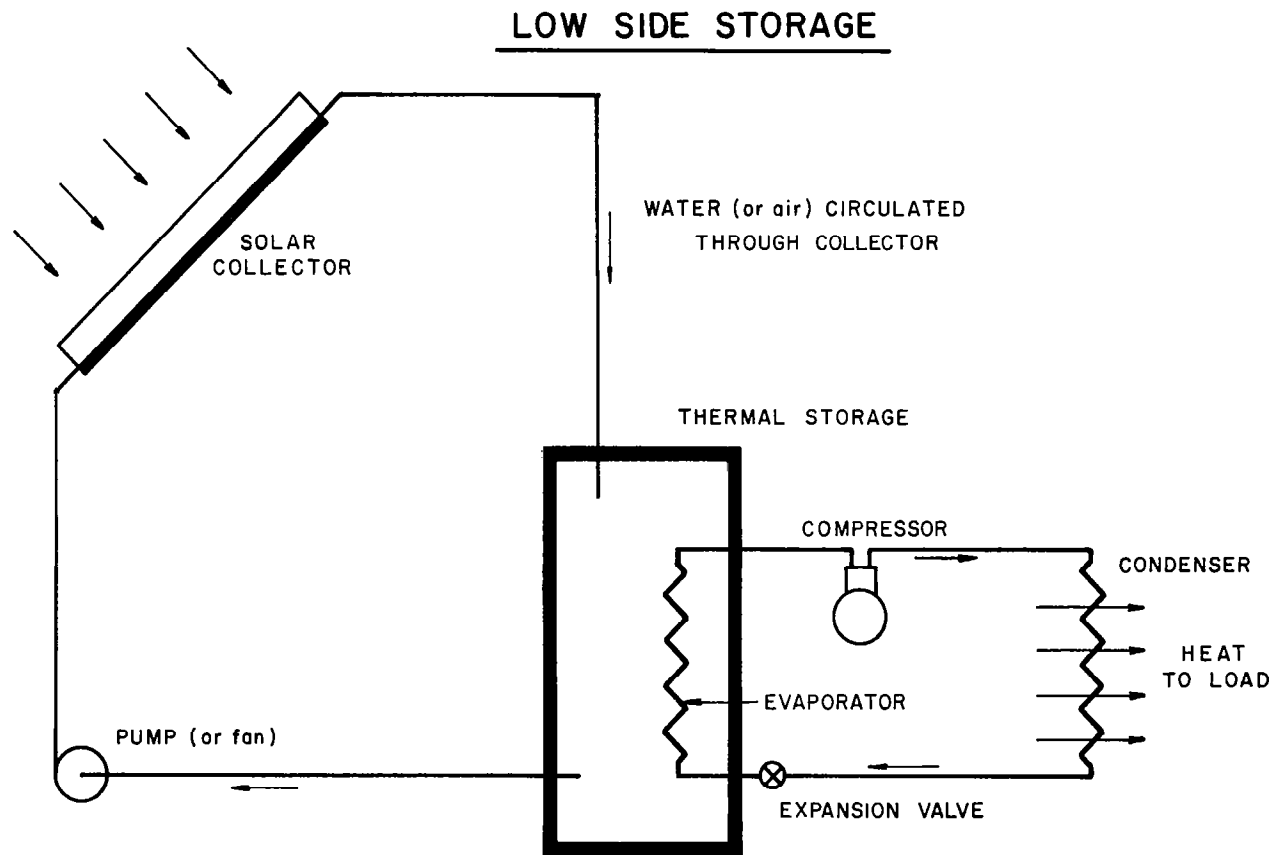 LOW SIDE STORAGE
WATER (or air) CIRCULATED
THROUGH COLLECTOR
SOLAR
COLLECTOR
THERMAL STORAGE
COMPRESSOR
CONDENSER
HEAT
TO LOAD
EVAPORATOR
PUMP (or fan)
EXPANSION VALVE